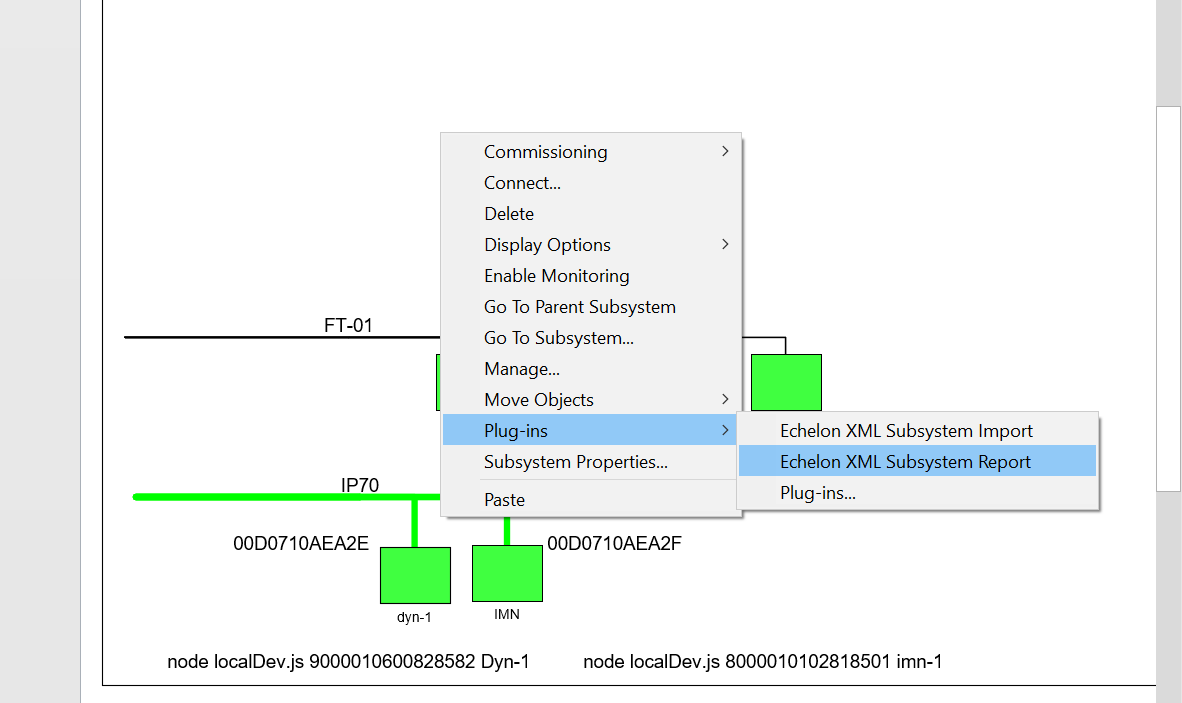 Commissioning
Connect...
Delete
Display Options
Enable Monitoring
Go To Parent Subsystem
Go To Subsystem...
Manage...
Move Objects
Plug-ins
Subsystem Properties...
Paste
Echelon XML Subsystem Import
Echelon XML Subsystem Report
Plug-ins...
FT-01
IP70
00D0710AEA2E
00D0710AEA2F
dyn-1
IMN
node localDev.js 9000010600828582 Dyn-1
node localDev.js 8000010102818501 imn-1